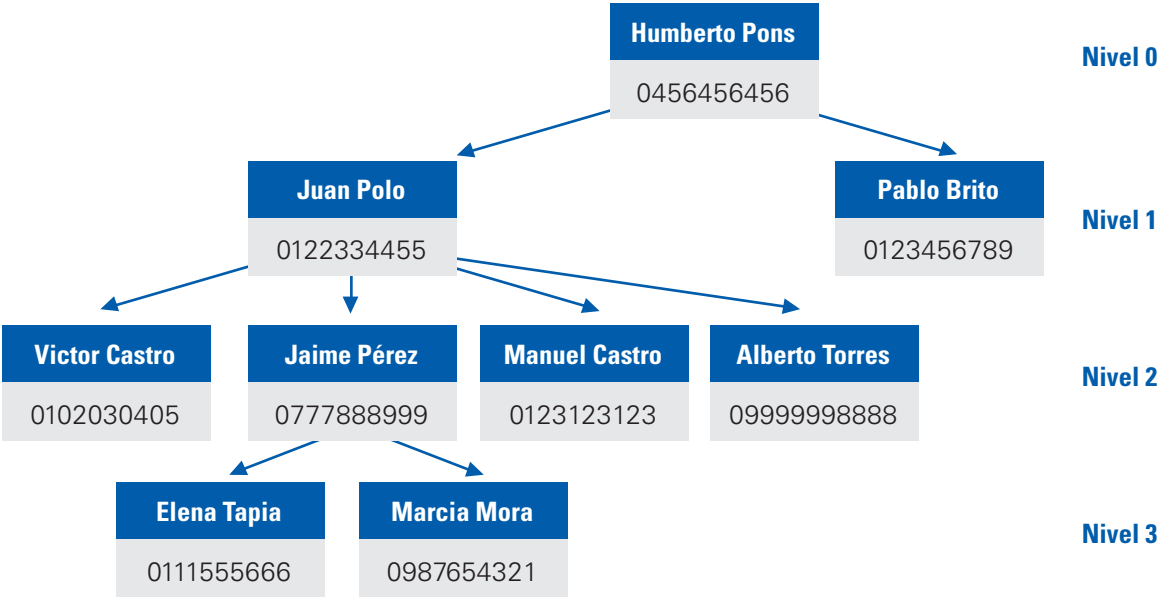 Humberto Pons
Nivel 0
0456456456
Juan Polo
Pablo Brito
Nivel 1
0122334455
0123456789
Victor Castro
Jaime Pérez
Manuel Castro
Alberto Torres
Nivel 2
0102030405
0777888999
0123123123
09999998888
Elena Tapia
Marcia Mora
Nivel 3
0111555666
0987654321